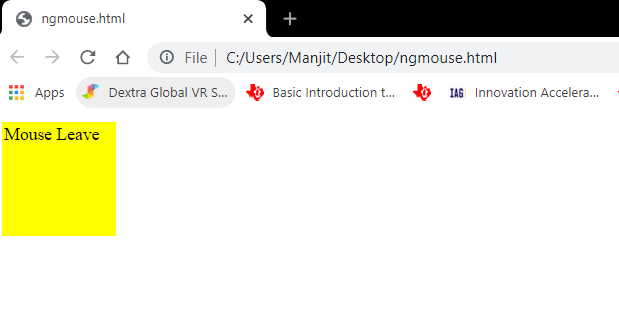 ngmouse.html
File | C:/Users/Manjit/Desktop/ngmouse.html
Apps Dextra Global VR S... Basic Introduction t... IAG Innovation Accelera...
Mouse Leave